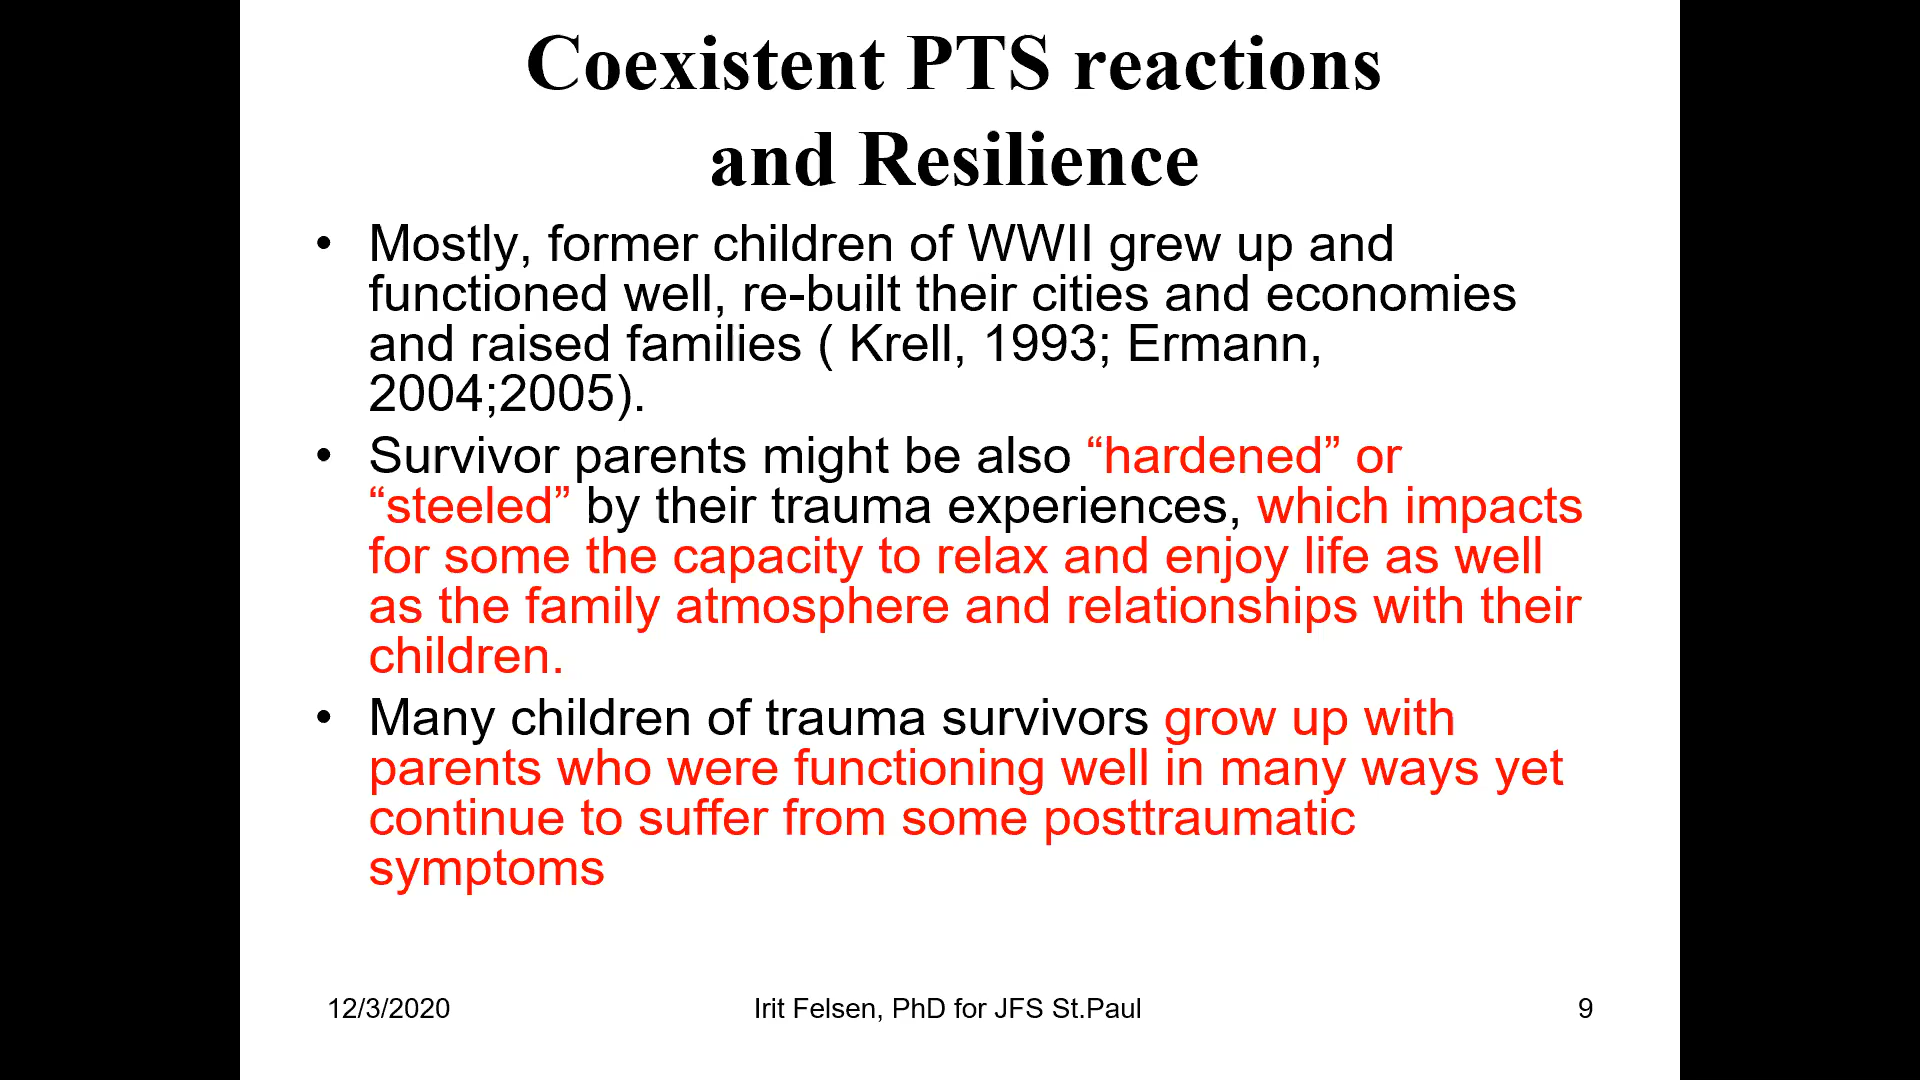 Coexistent PTS reactions
and Resilience
• Mostly, former children of WWII grew up and
functioned well, re-built their cities and economies
and raised families ( Krell, 1993; Ermann,
2004;2005).
• Survivor parents might be also “hardened” or
“steeled” by their trauma experiences, which impacts
for some the capacity to relax and enjoy life as well
as the family atmosphere and relationships with their
children.
• Many children of trauma survivors grow up with
parents who were functioning well in many ways yet
continue to suffer from some posttraumatic
symptoms
12/3/2020 Irit Felsen, PhD for JFS St.Paul 9